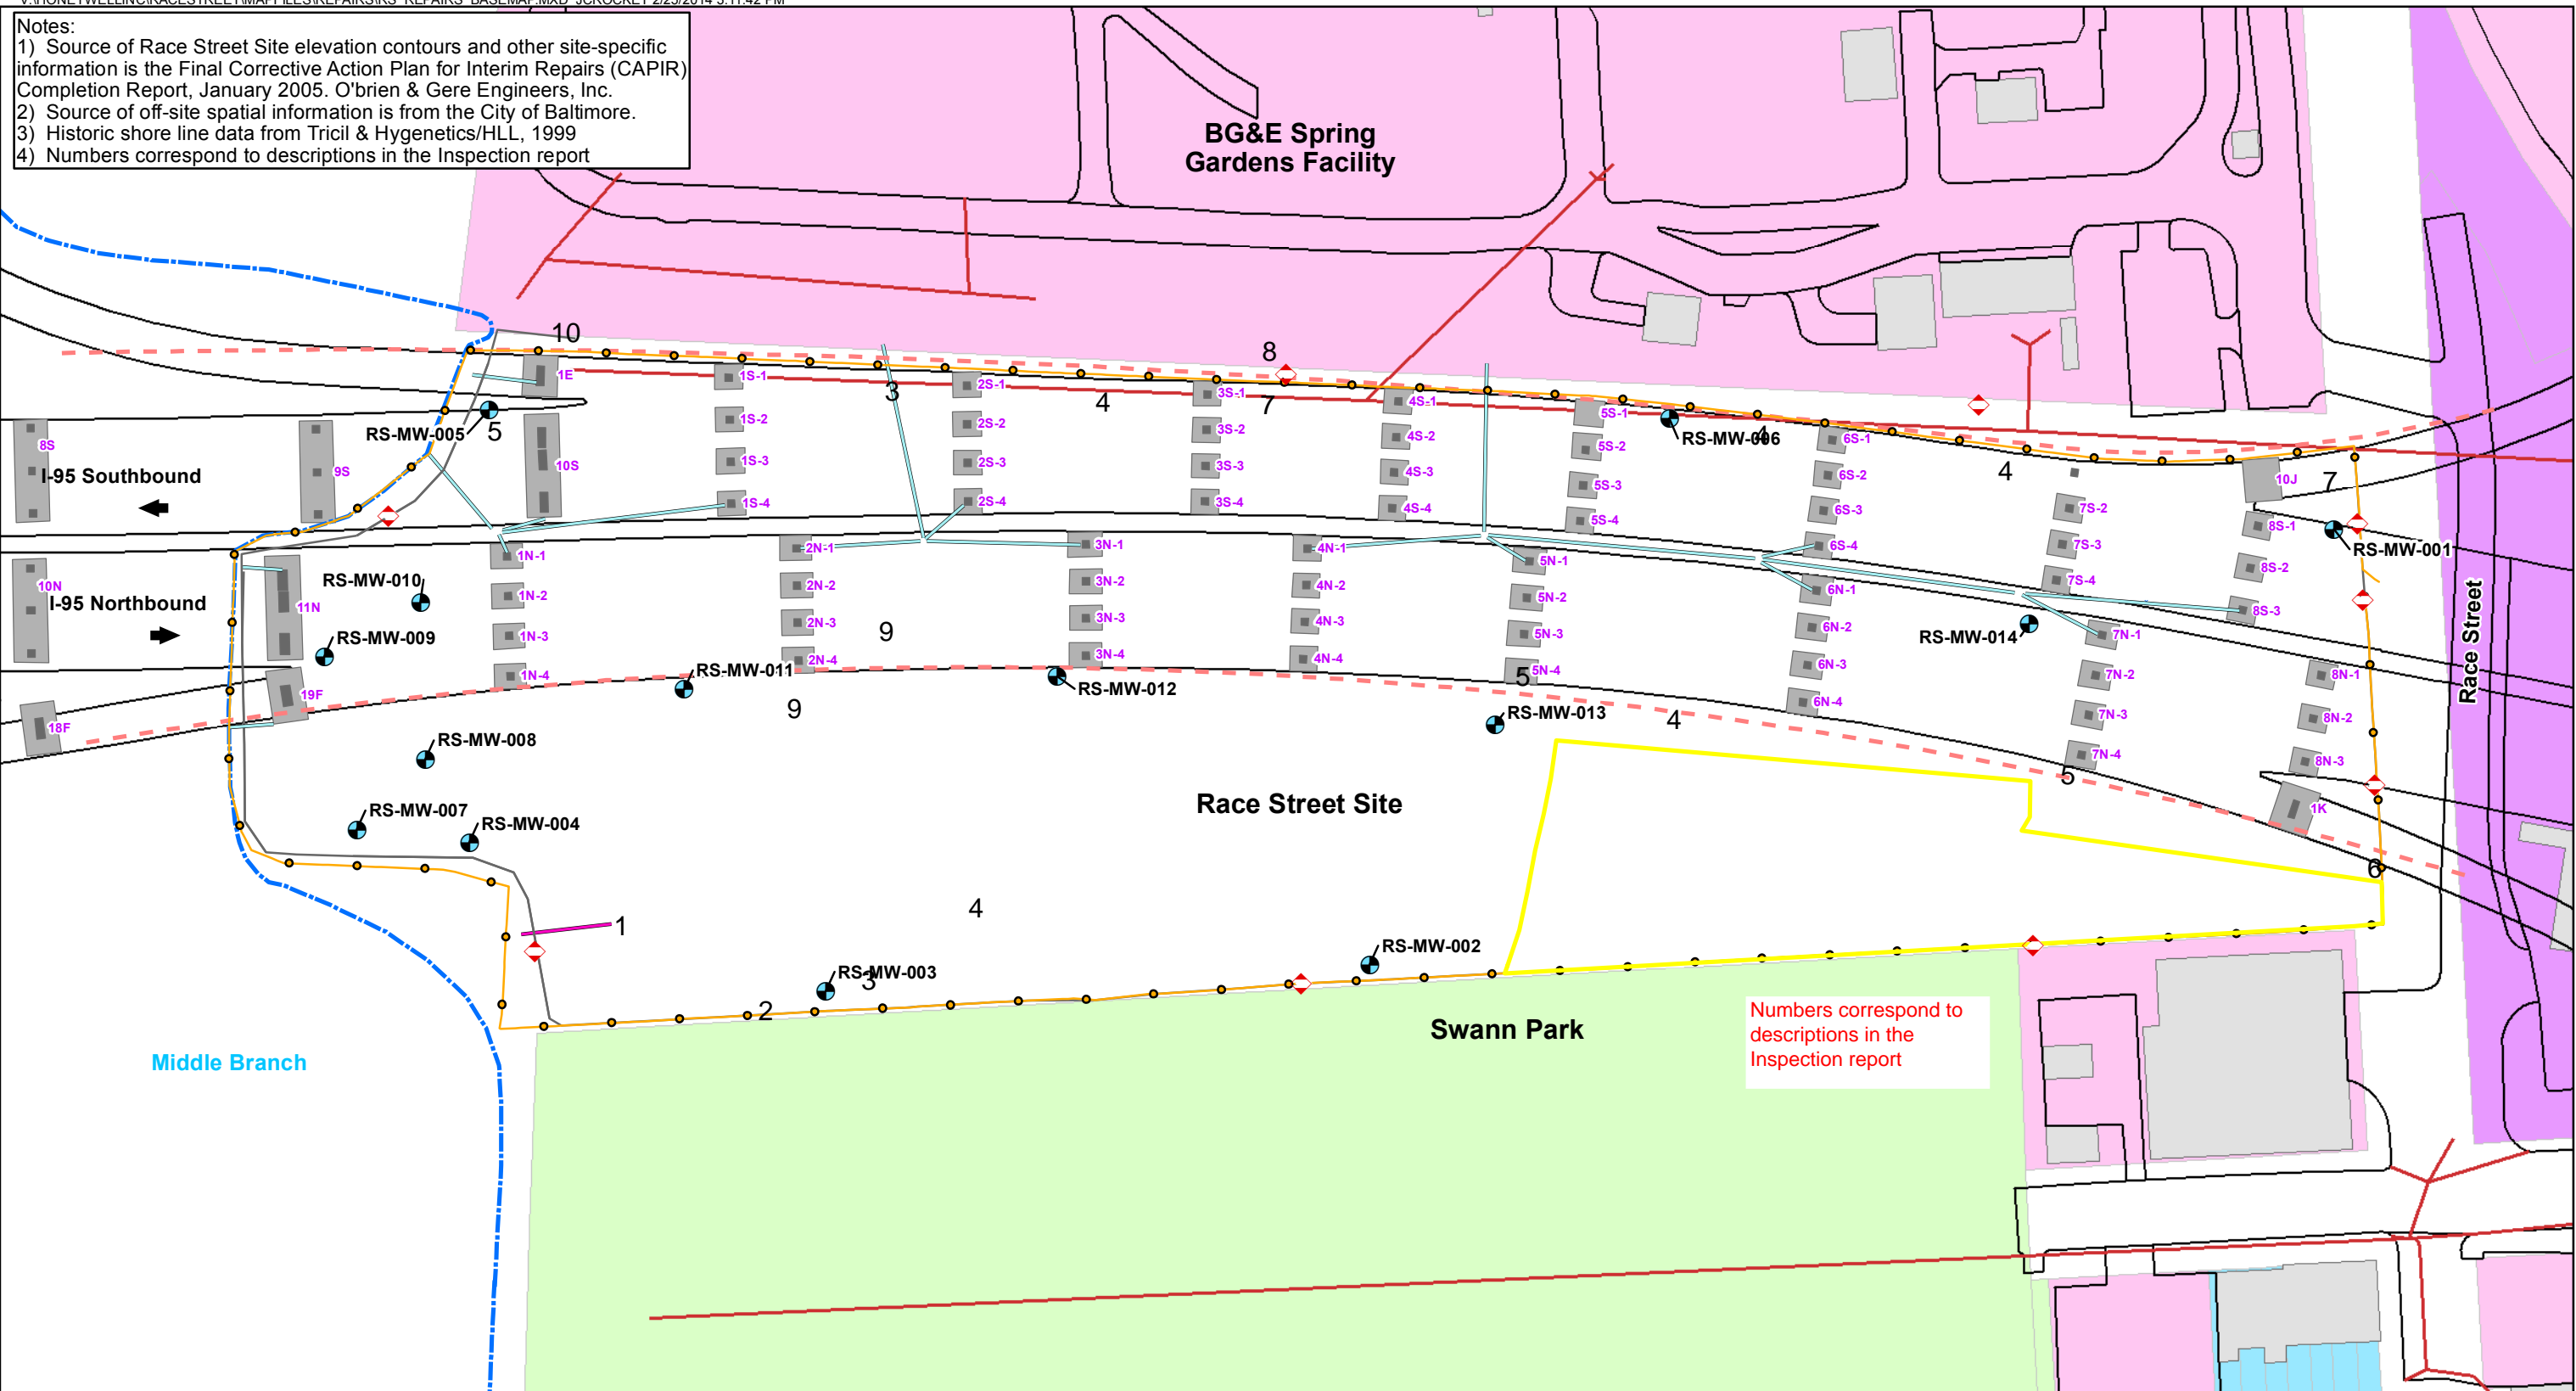 Notes:
1) Source of Race Street Site elevation contours and other site-specific
information is the Final Corrective Action Plan for Interim Repairs (CAPIR)
Completion Report, January 2005. O'brien & Gere Engineers, Inc.
2) Source of off-site spatial information is from the City of Baltimore.
3) Historic shore line data from Tricil & Hygenetics/HLL, 1999
4) Numbers correspond to descriptions in the Inspection report
BG&E Spring
Gardens Facility
10
8
1E
1S-1
3
2S-1
4
3S-1
7
4S-1
5S-1
1S-2
2S-2
3S-2
4S-2
5S-2
RS-MW-005
5
RS-MW-006
4
6S-1
8S
9S
10S
1S-3
2S-3
3S-3
4S-3
5S-3
6S-2
4
10J
7
I-95 Southbound
1S-4
2S-4
3S-4
4S-4
5S-4
6S-3
7S-2
8S-1
1N-1
2N-1
3N-1
4N-1
5N-1
6S-4
7S-3
RS-MW-001
10N
RS-MW-010
1N-2
2N-2
3N-2
4N-2
5N-2
6N-1
7S-4
8S-2
I-95 Northbound
11N
1N-3
2N-3
9
3N-3
4N-3
5N-3
6N-2
RS-MW-014
7N-1
8S-3
RS-MW-009
1N-4
2N-4
3N-4
4N-4
5N-4
5
6N-3
7N-2
8N-1
Race Street
19F
RS-MW-011
RS-MW-012
6N-4
18F
9
RS-MW-013
4
7N-3
8N-2
RS-MW-008
7N-4
8N-3
5
Race Street Site
1K
RS-MW-007
RS-MW-004
6
4
1
RS-MW-002
RS-MW-003
3
2
Swann Park
Numbers correspond to
descriptions in the
Inspection report
Middle Branch